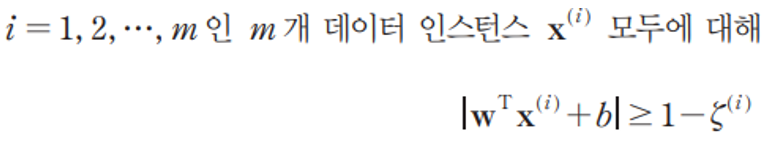 i = 1, 2, ⋯, m 인 m 개 데이터 인스턴스 x⁽ⁱ⁾ 모두에 대해
|wᵀx⁽ⁱ⁾+b| ≥ 1−ζ⁽ⁱ⁾